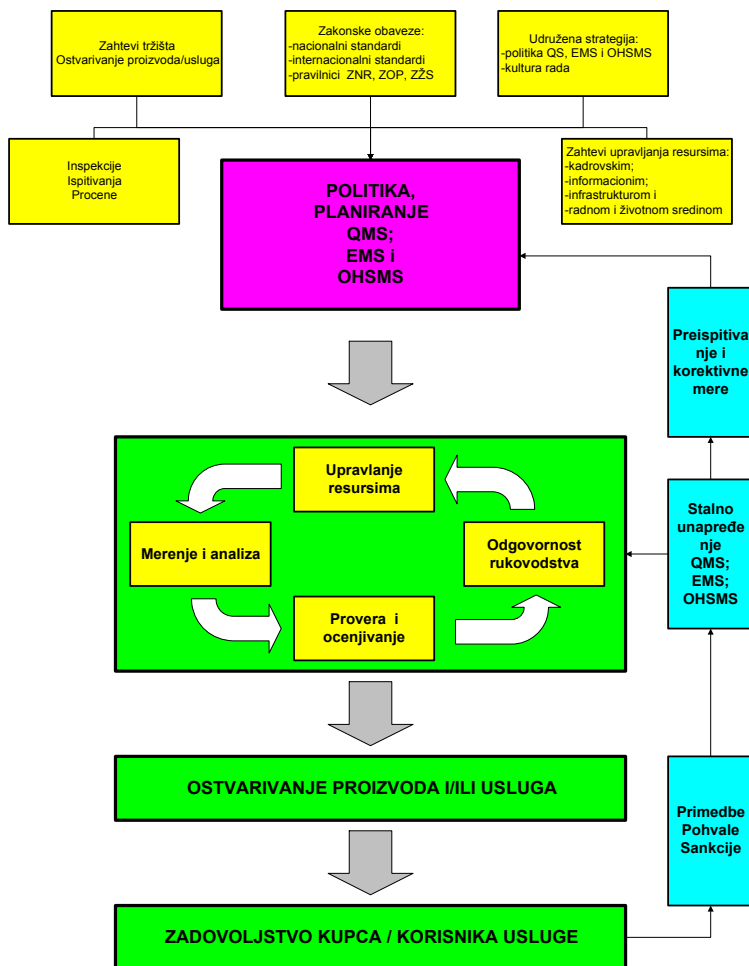 Zahtevi tržišta
Ostvarivanje proizvoda/usluga
Zakonske obaveze:
-nacionalni standardi
-internacionalni standardi
-pravilnici ZNR, ZOP, ZŽS
Udružena strategija:
-politika QS, EMS i OHSMS
-kultura rada
Inspekcije
Ispitivanja
Procene
Zahtevi upravljanja resursima:
-kadrovskim;
-informacionim;
-infrastrukturom i
-radnom i životnom sredinom
POLITIKA,
PLANIRANJE
QMS;
EMS i
OHSMS
Preispitiva
nje i
korektivne
mere
Upravlanje
resursima
Merenje i analiza
Odgovornost
rukovodstva
Provera i
ocenjivanje
Stalno
unapređe
nje
QMS;
EMS;
OHSMS
OSTVARIVANJE PROIZVODA I/ILI USLUGA
Primedbe
Pohvale
Sankcije
ZADOVOLJSTVO KUPCA / KORISNIKA USLUGE